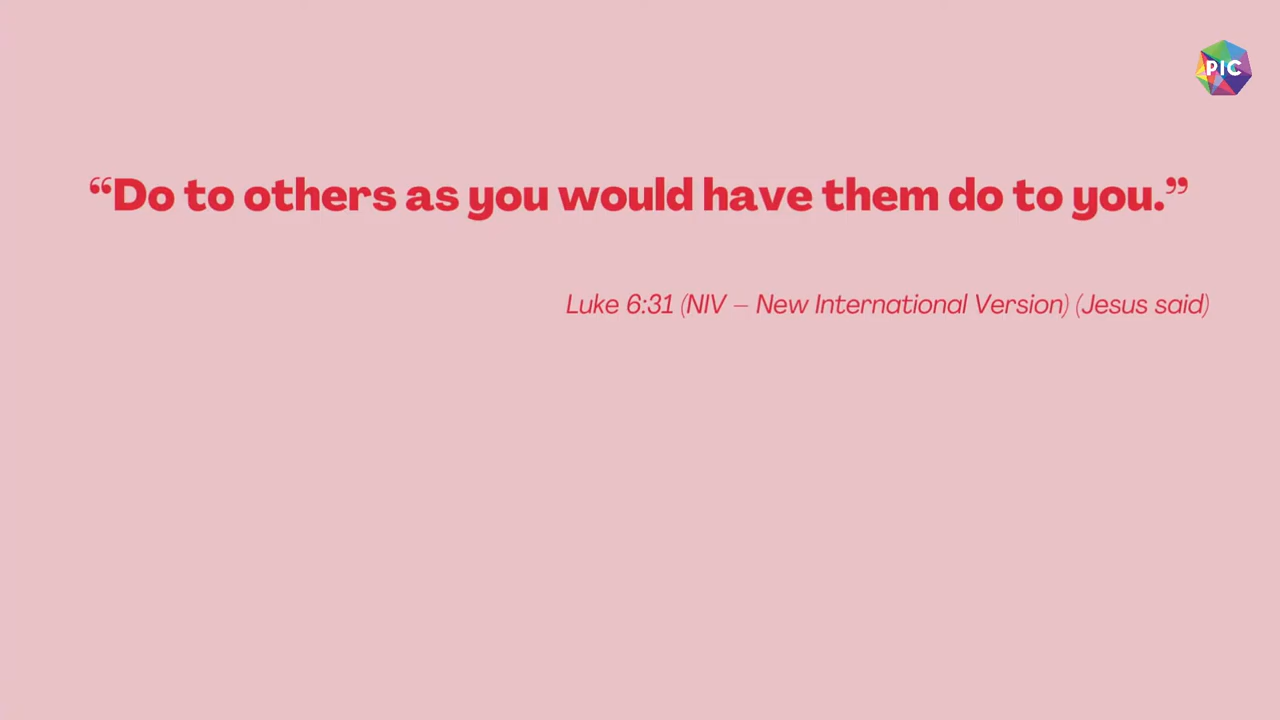 PIC
“Do to others as you would have them do to you.”
Luke 6:31 (NIV – New International Version) (Jesus said)